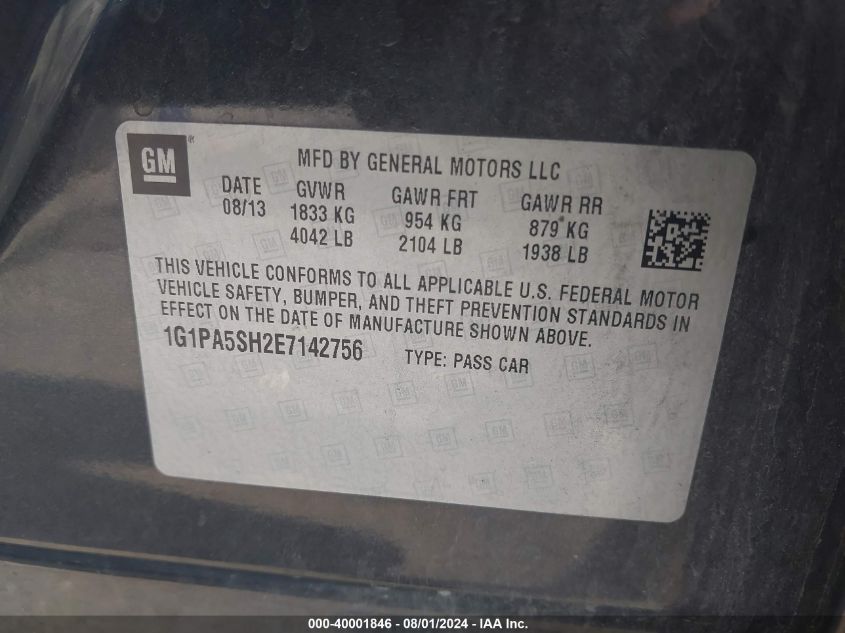 GM
MFD BY GENERAL MOTORS LLC
DATE GVWR GAWR FRT GAWR RR
08/13 1833 KG 954 KG 879 KG
4042 LB 2104 LB 1938 LB
THIS VEHICLE CONFORMS TO ALL APPLICABLE U.S. FEDERAL MOTOR
VEHICLE SAFETY, BUMPER, AND THEFT PREVENTION STANDARDS IN
EFFECT ON THE DATE OF MANUFACTURE SHOWN ABOVE.
1G1PA5SH2E7142756 TYPE: PASS CAR
000-40001846 - 08/01/2024 - IAA Inc.